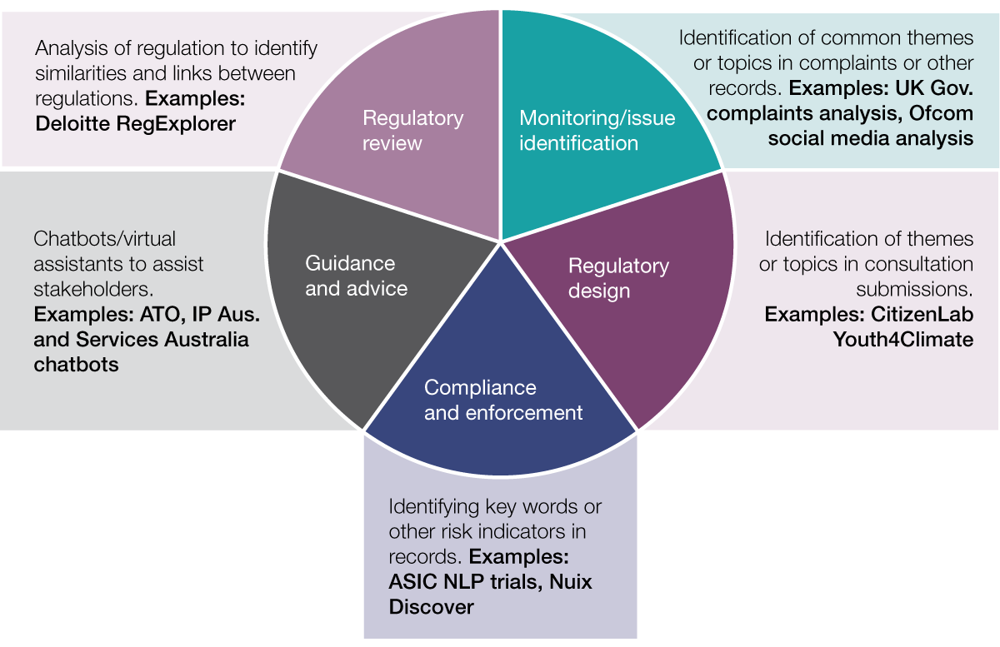 Analysis of regulation to identify
similarities and links between
regulations. Examples:
Deloitte RegExplorer
Regulatory
review
Monitoring/issue
identification
Identification of common themes
or topics in complaints or other
records. Examples: UK Gov.
complaints analysis, Ofcom
social media analysis
Chatbots/virtual
assistants to assist
stakeholders.
Examples: ATO, IP Aus.
and Services Australia
chatbots
Guidance
and advice
Regulatory
design
Identification of themes
or topics in consultation
submissions.
Examples: CitizenLab
Youth4Climate
Compliance
and enforcement
Identifying key words or
other risk indicators in
records. Examples:
ASIC NLP trials, Nuix
Discover